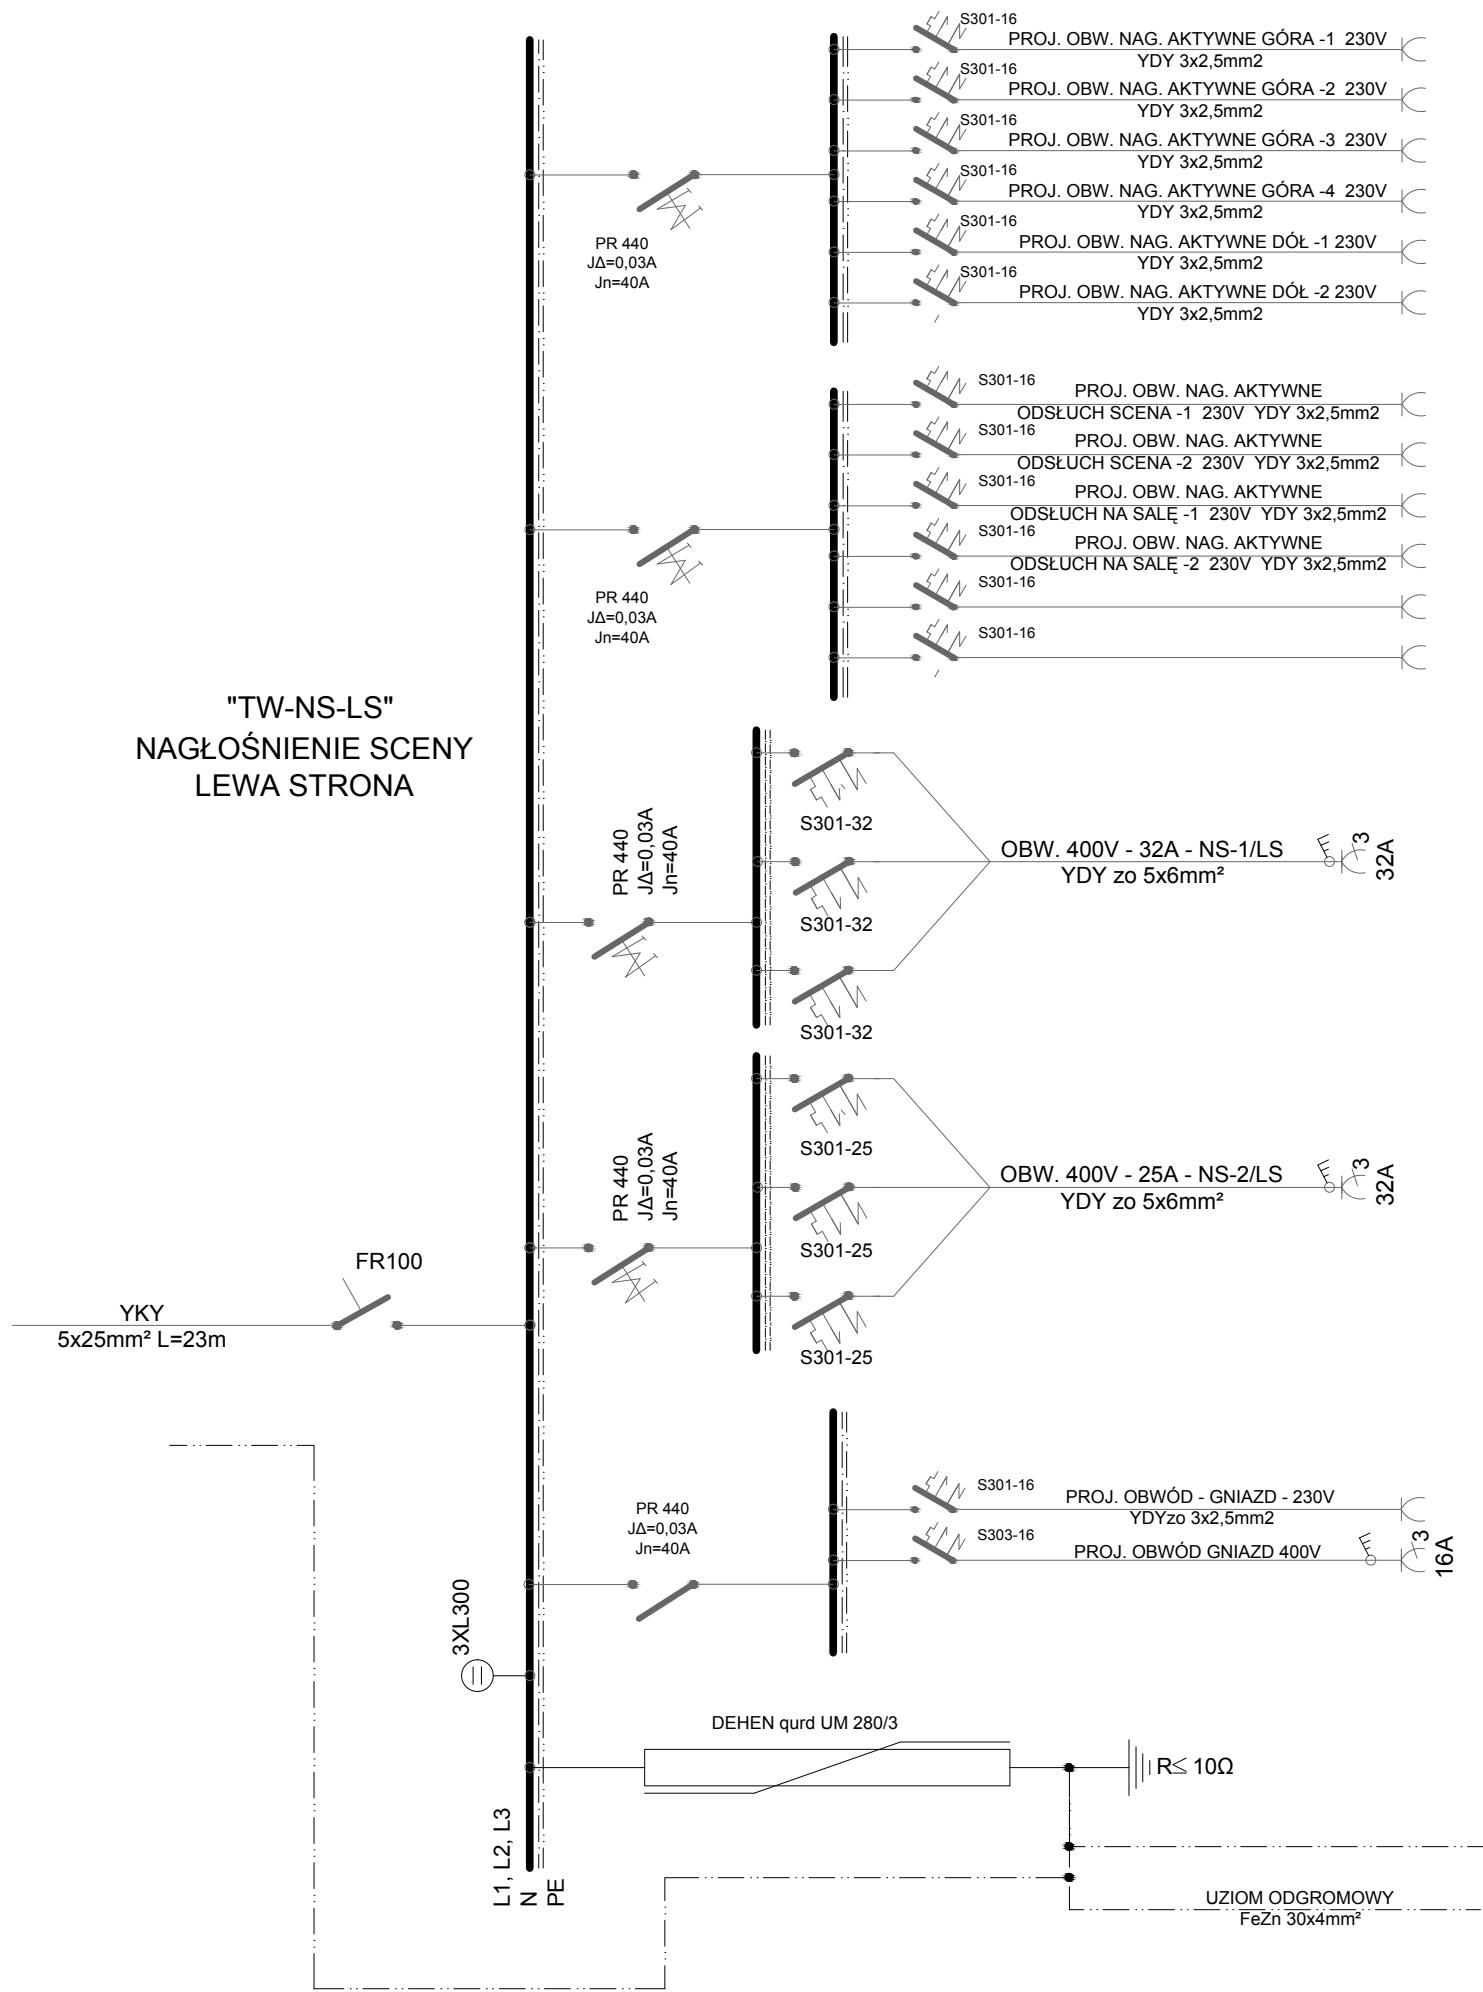 S301-16
PROJ. OBW. NAG. AKTYWNE GÓRA -1 230V
YDY 3x2,5mm2
S301-16
PROJ. OBW. NAG. AKTYWNE GÓRA -2 230V
YDY 3x2,5mm2
S301-16
PROJ. OBW. NAG. AKTYWNE GÓRA -3 230V
YDY 3x2,5mm2
S301-16
PROJ. OBW. NAG. AKTYWNE GÓRA -4 230V
YDY 3x2,5mm2
S301-16
PROJ. OBW. NAG. AKTYWNE DÓŁ -1 230V
YDY 3x2,5mm2
S301-16
PROJ. OBW. NAG. AKTYWNE DÓŁ -2 230V
YDY 3x2,5mm2
PR 440
JΔ=0,03A
Jn=40A
S301-16
PROJ. OBW. NAG. AKTYWNE
ODSŁUCH SCENA -1 230V YDY 3x2,5mm2
S301-16
PROJ. OBW. NAG. AKTYWNE
ODSŁUCH SCENA -2 230V YDY 3x2,5mm2
S301-16
PROJ. OBW. NAG. AKTYWNE
ODSŁUCH NA SALĘ -1 230V YDY 3x2,5mm2
S301-16
PROJ. OBW. NAG. AKTYWNE
ODSŁUCH NA SALĘ -2 230V YDY 3x2,5mm2
S301-16
S301-16
PR 440
JΔ=0,03A
Jn=40A
"TW-NS-LS"
NAGŁOŚNIENIE SCENY
LEWA STRONA
PR 440
JΔ=0,03A
Jn=40A
S301-32
S301-32
S301-32
OBW. 400V - 32A - NS-1/LS
YDY zo 5x6mm²
3
32A
PR 440
JΔ=0,03A
Jn=40A
S301-25
S301-25
S301-25
OBW. 400V - 25A - NS-2/LS
YDY zo 5x6mm²
3
32A
FR100
YKY
5x25mm² L=23m
PR 440
JΔ=0,03A
Jn=40A
S301-16
PROJ. OBWÓD - GNIAZD - 230V
YDYzo 3x2,5mm2
S303-16
PROJ. OBWÓD GNIAZD 400V
3
16A
3XL300
DEHEN qurd UM 280/3
R≤ 10Ω
L1, L2, L3
N
PE
UZIOM ODGROMOWY
FeZn 30x4mm²